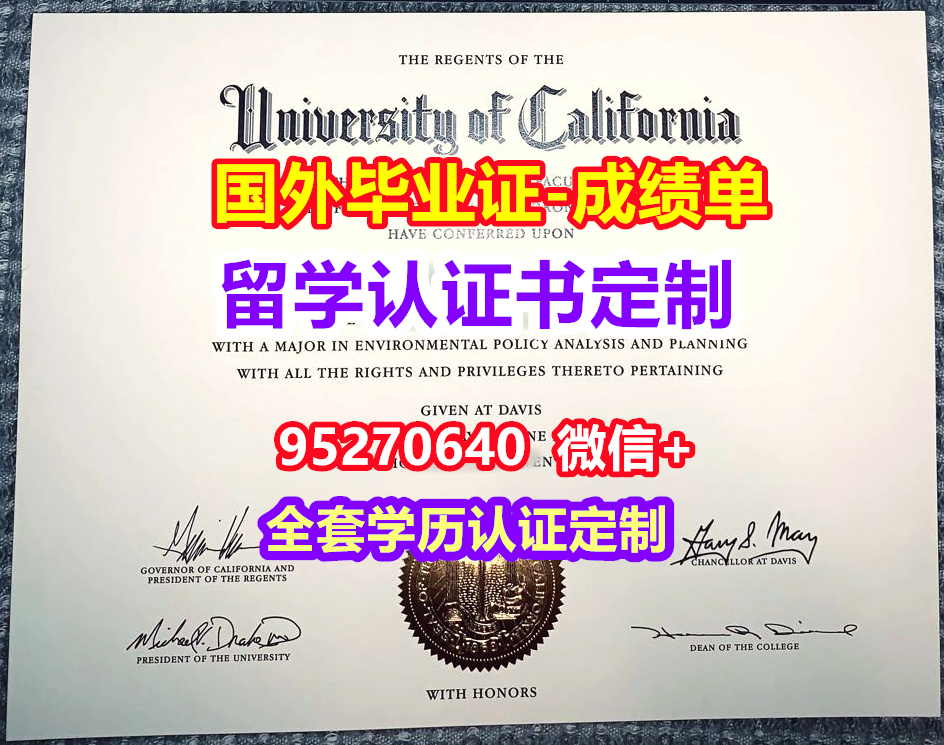 THE REGENTS OF THE
University of California
国外毕业证-成绩单
HAVE CONFERRED UPON
留学认证书定制
WITH A MAJOR IN ENVIRONMENTAL POLICY ANALYSIS AND PLANNING
WITH ALL THE RIGHTS AND PRIVILEGES THERETO PERTAINING
GIVEN AT DAVIS
95270640 微信+
全套学历认证定制
GOVERNOR OF CALIFORNIA AND
PRESIDENT OF THE REGENTS
Gary S. May
CHANCELLOR AT DAVIS
PRESIDENT OF THE UNIVERSITY
DEAN OF THE COLLEGE
1868
WITH HONORS